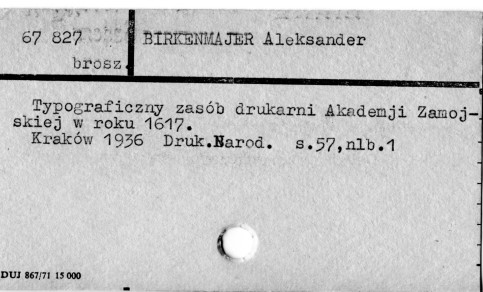 67 827
BIRKENMAJER Aleksander
brosz.
Typograficzny zasób drukarni Akademji Zamoj-
skiej w roku 1617.
Kraków 1936 Druk.Narod. s.57,nlb.1
DUJ 867/71 15 000